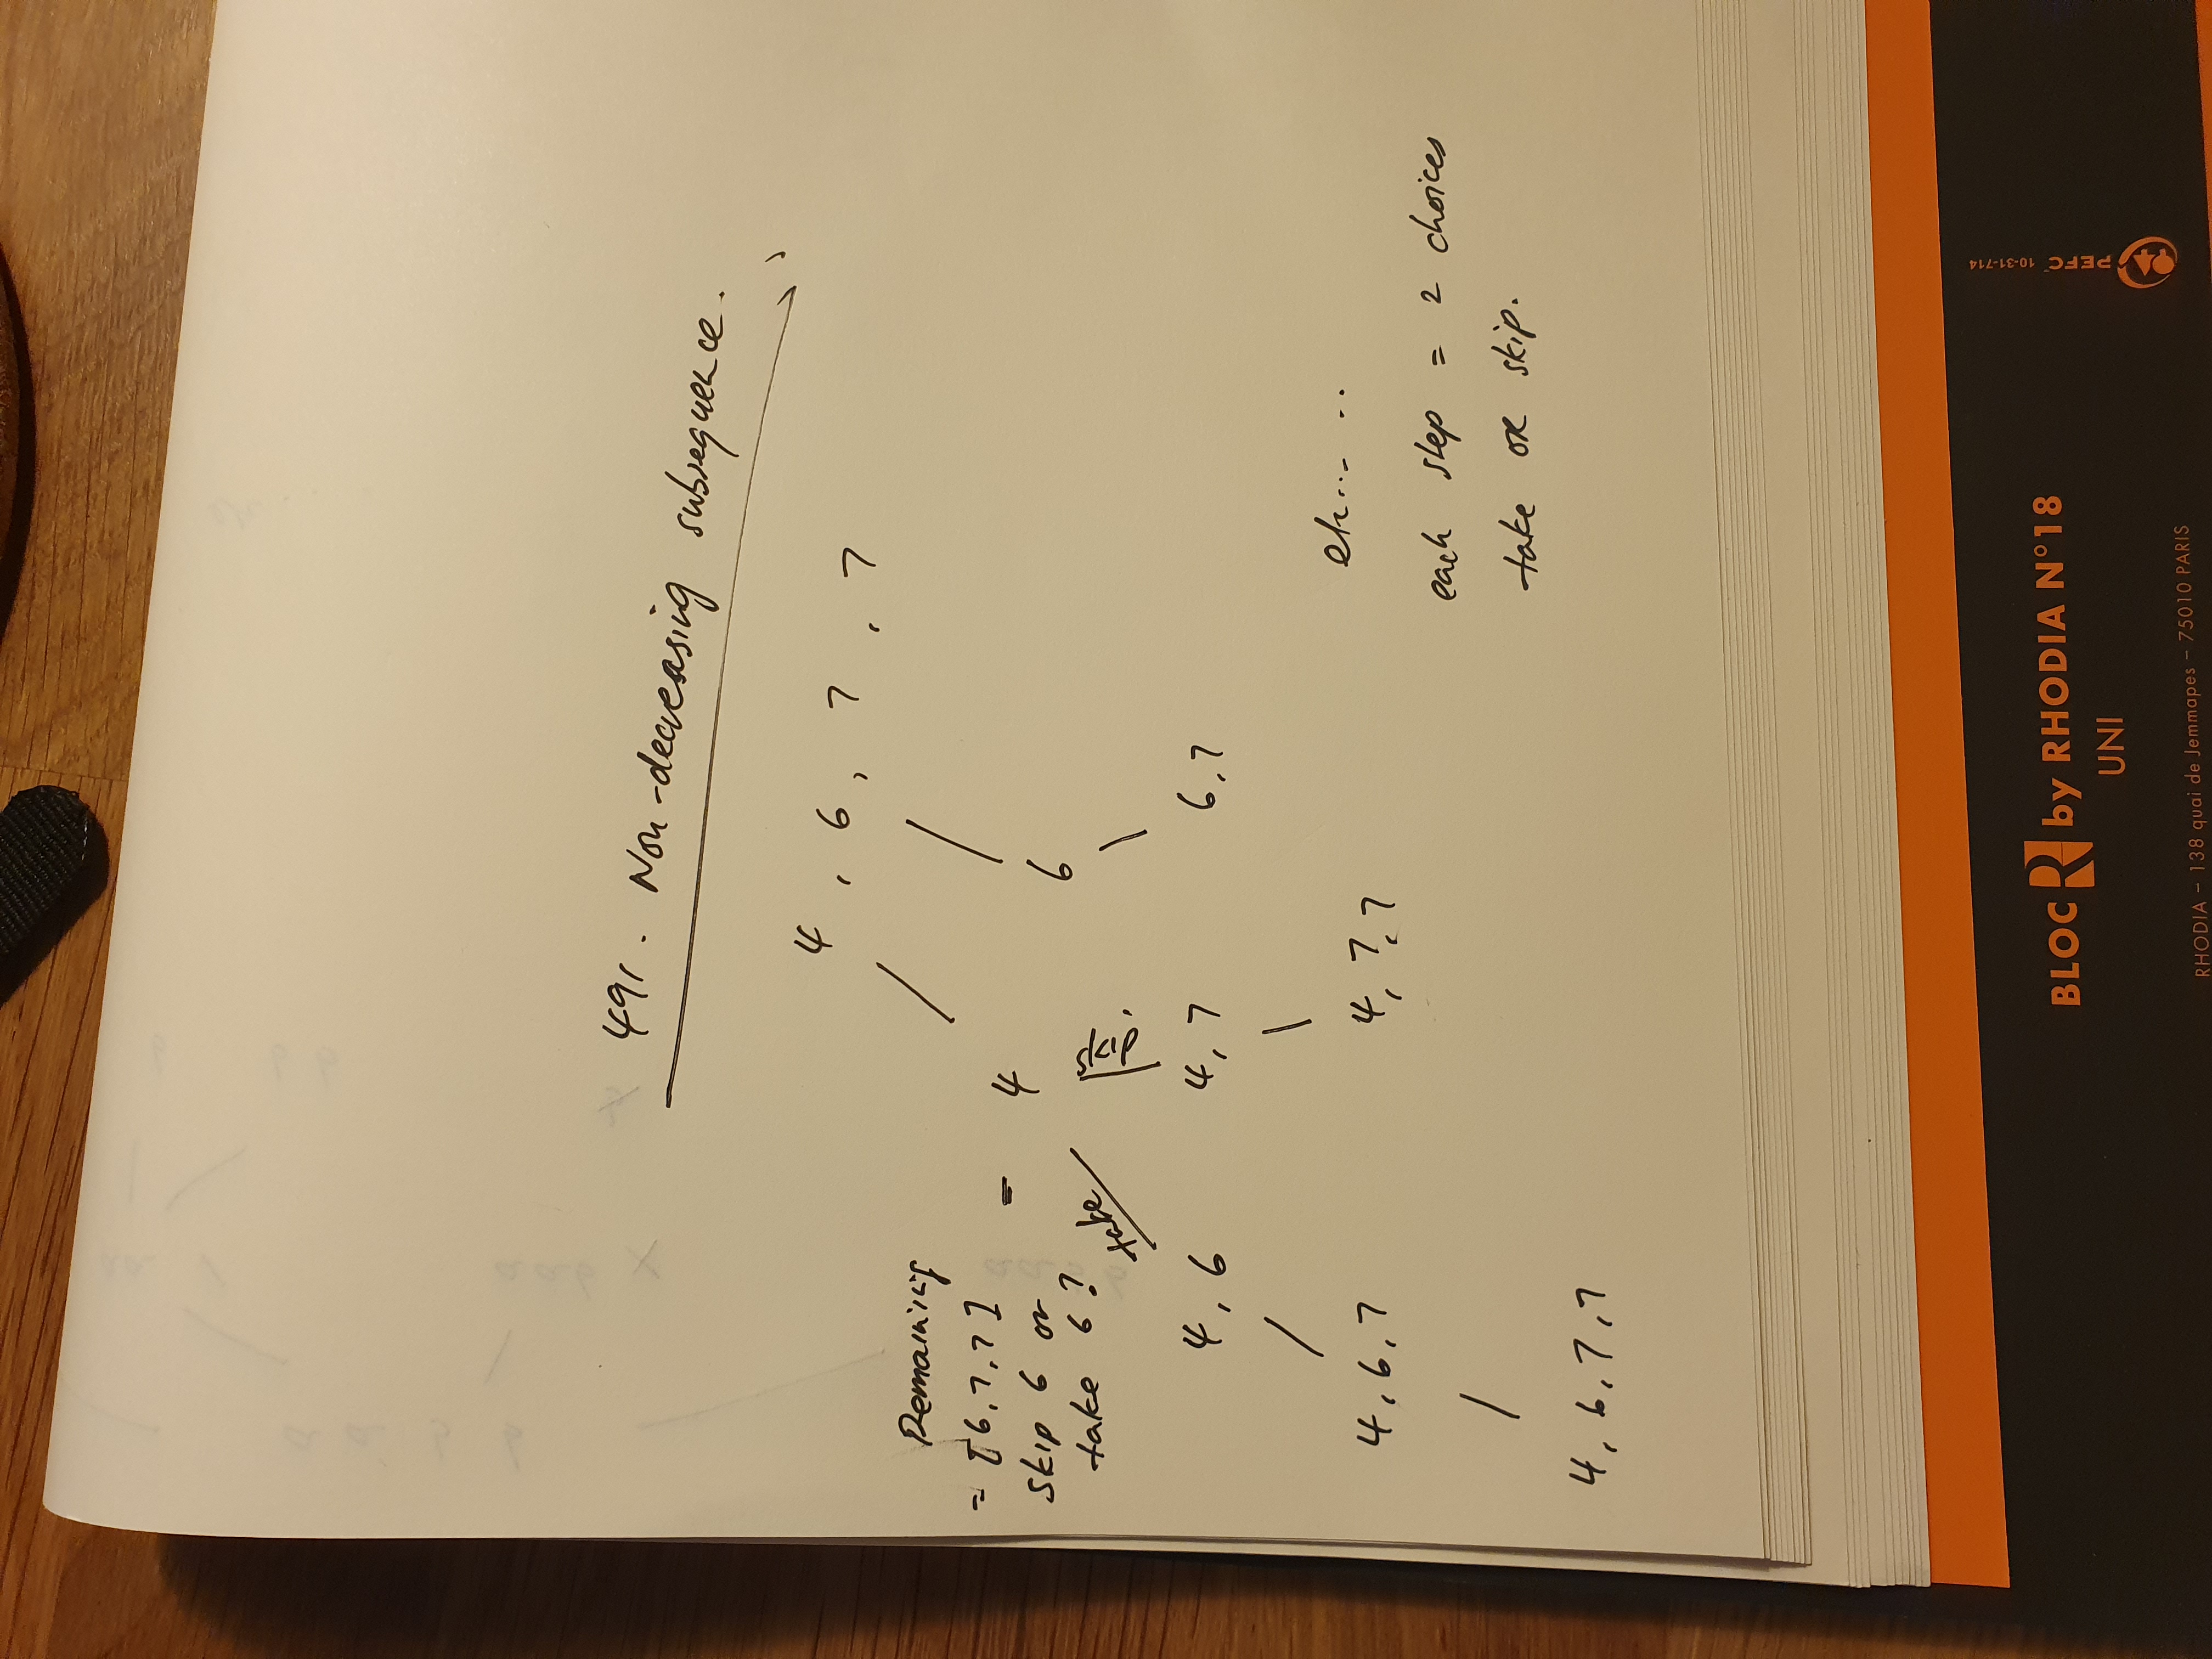 491. Non-decreasing subsequence.
4, 6, 7, 7
Remaining
= [6,7,7]
skip 6 or
take 6?
- 4
6
take
skip.
4, 6
4, 7
6,7
4,6,7
4,7,7
4,6,7,7
etc... ..
each step = 2 choices
take OR skip.
BLOC R by RHODIA N°18
UNI
RHODIA – 138 quai de Jemmapes – 75010 PARIS
PEFC 10-31-714